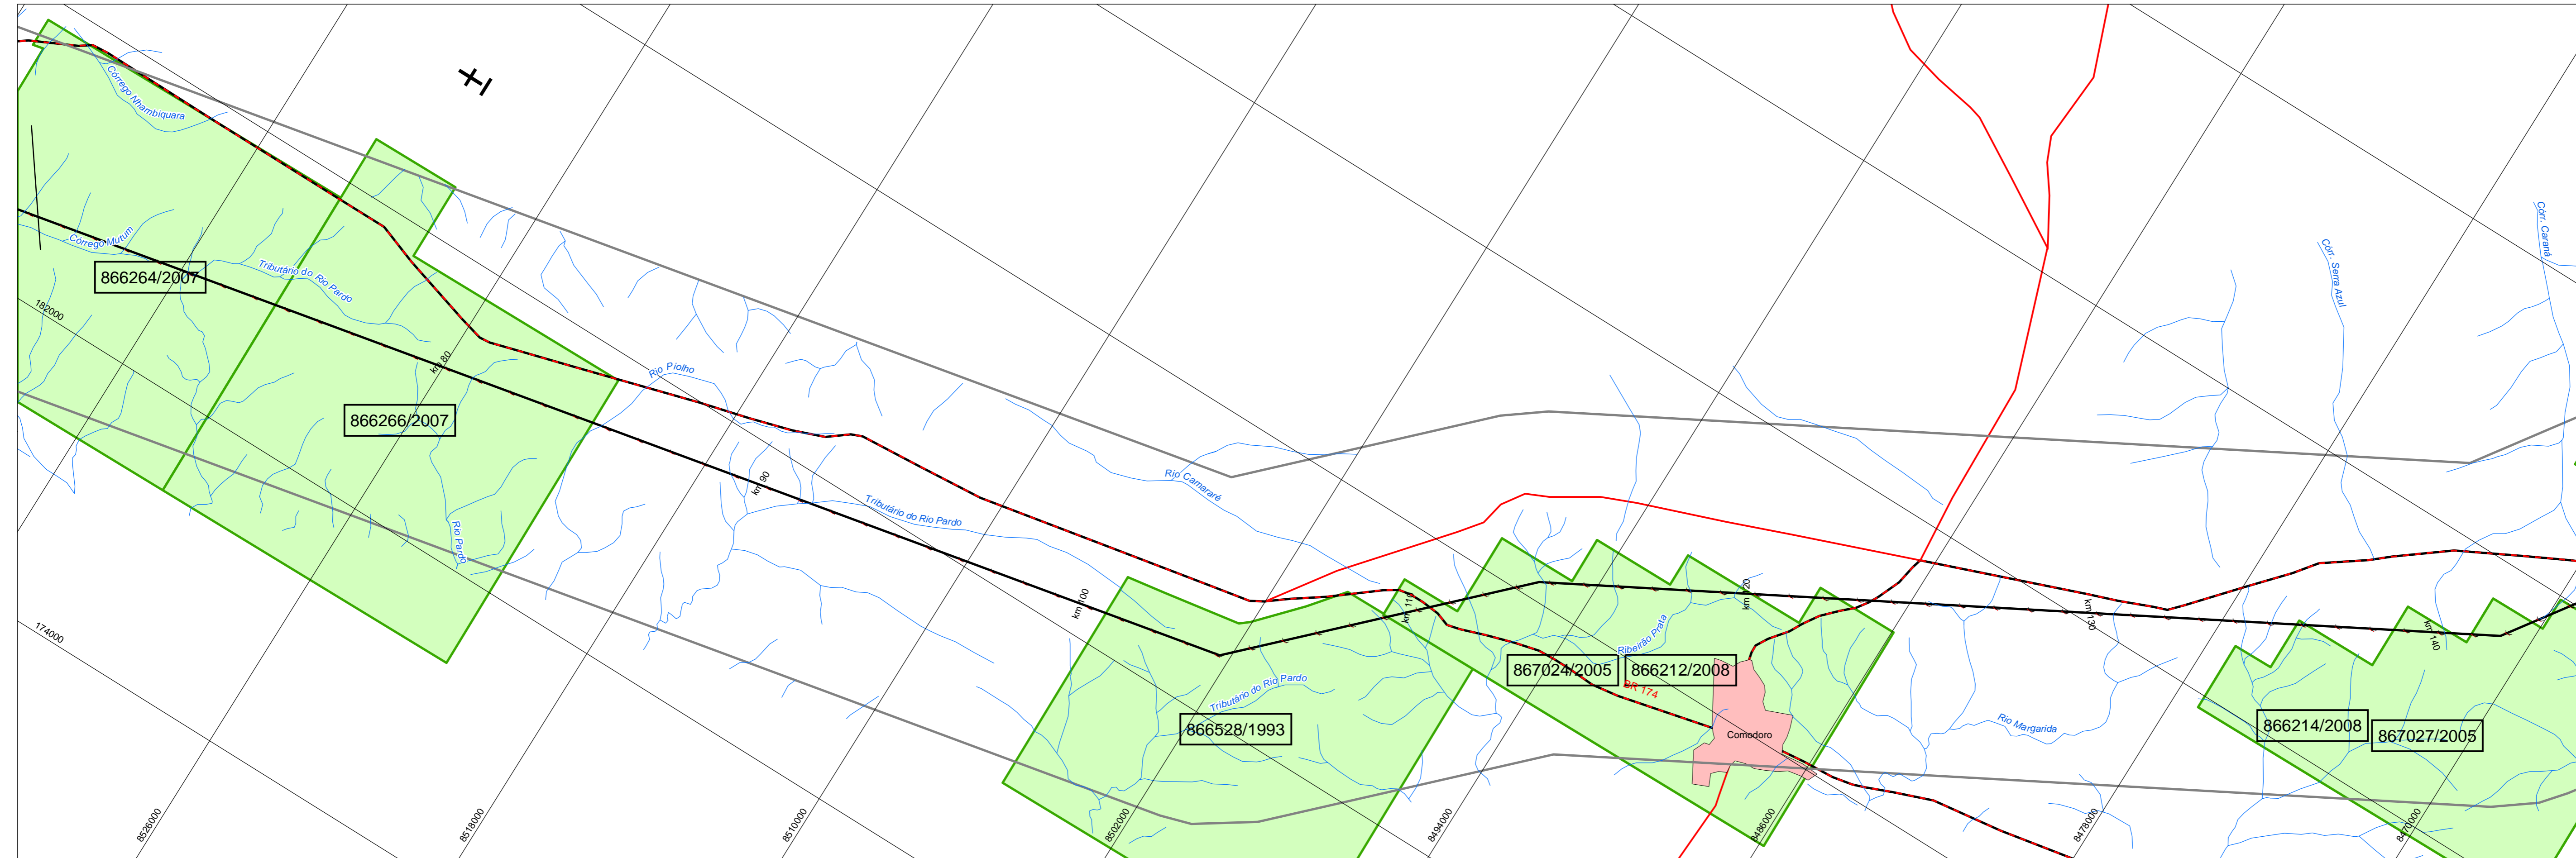 Córrego Nhambiquara
Córrego Mutum
866264/2007
Tributário do Rio Pardo
182000
km 80
866266/2007
Rio Piolho
Rio Pardo
174000
km 90
Tributário do Rio Pardo
Rio Camararé
km 100
km 110
Tributário do Rio Pardo
866528/1993
867024/2005
866212/2008
Ribeirão Prata
BR 174
km 120
Comodoro
km 130
Rio Margarida
Córr. Serra Azul
Córr. Caraná
km 140
866214/2008
867027/2005
8526000
8518000
8510000
8502000
8494000
8486000
8478000
8470000